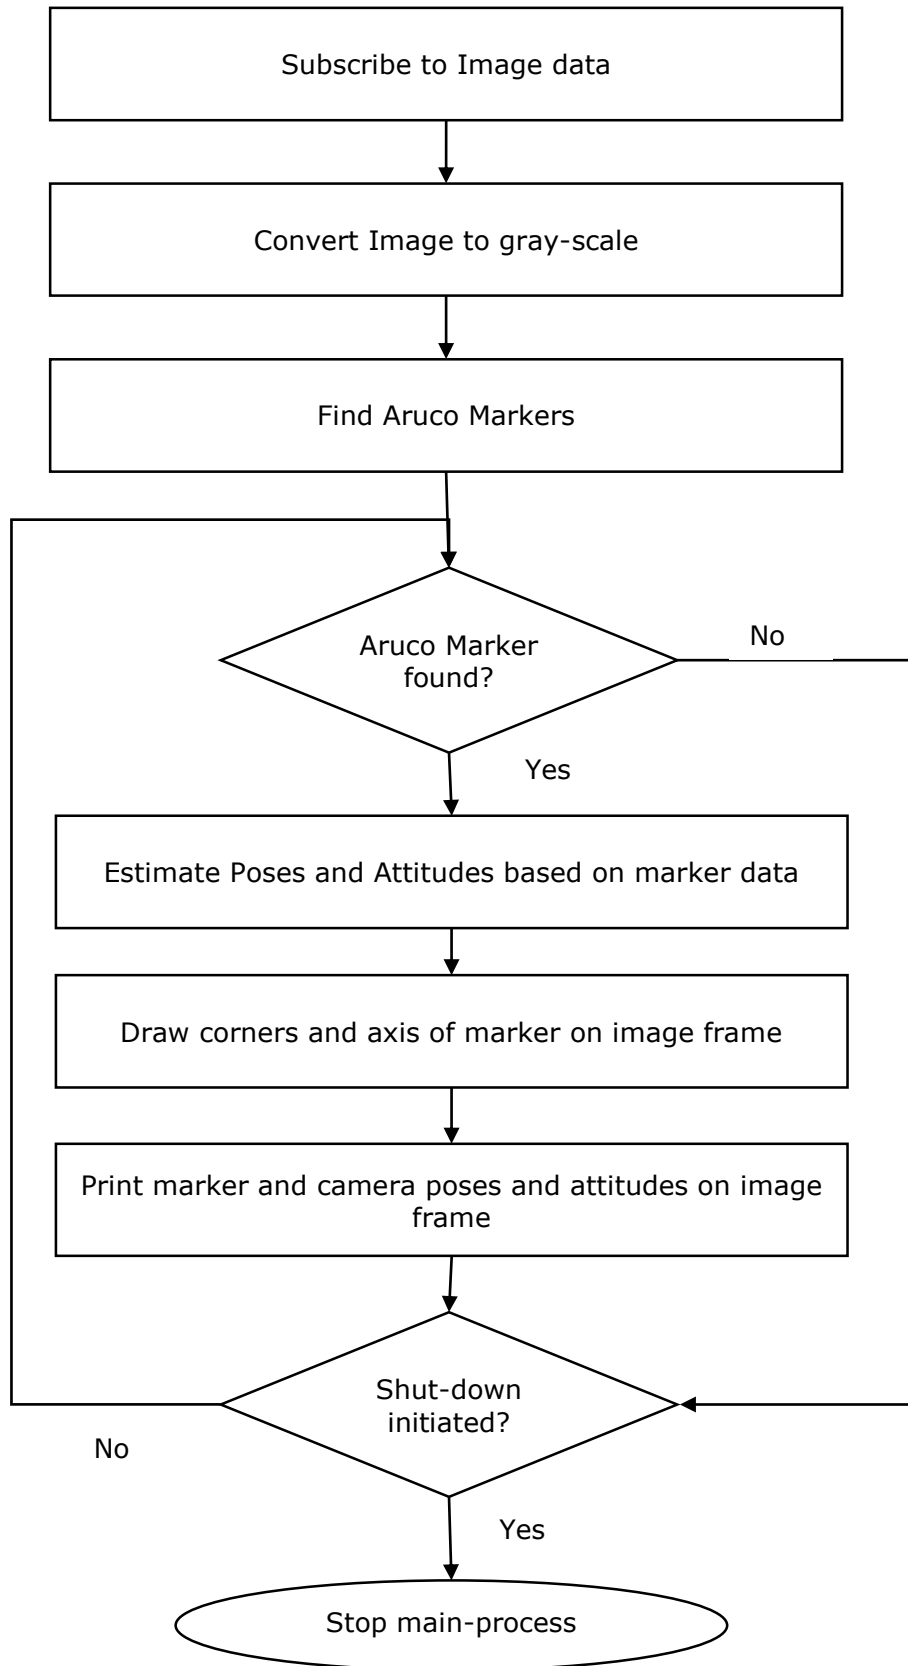 Subscribe to Image data
Convert Image to gray-scale
Find Aruco Markers
Aruco Marker
found?
No
Yes
Estimate Poses and Attitudes based on marker data
Draw corners and axis of marker on image frame
Print marker and camera poses and attitudes on image
frame
Shut-down
initiated?
No
Yes
Stop main-process